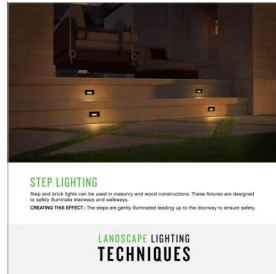 STEP LIGHTING
Step and brick lights can be used in masonry and wood constructions. These fixtures are designed
to safely illuminate stairways and walkways.
CREATING THIS EFFECT : The steps are gently illuminated leading up to the doorway to ensure safety.
LANDSCAPE LIGHTING
TECHNIQUES